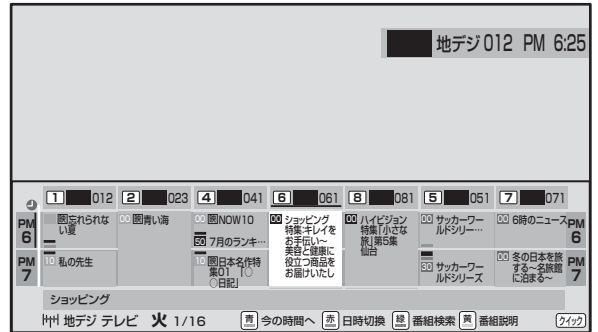 地デジ 012 PM 6:25
1 012 2 023 4 041 6 061 8 081 5 051 7 071
PM
6
忘れられな
い夏
00 青い海
00 NOW10
50 7月のランキ…
00 ショッピング
特集:キレイを
お手伝い～
美容と健康に
役立つ商品を
お届けいたし
00 ハイビジョン
特集「小さな
旅」第5集
仙台
00 サッカーワー
ルドシリー…
00 6時のニュース
PM
6
PM
7
10 私の先生
10 日本名作特
集01 「○
○日記」
30 サッカーワー
ルドシリーズ
00 冬の日本を旅
する～名旅館
に泊まる～
PM
7
ショッピング
地デジ テレビ 火 1/16 青 今の時間へ 赤 日時切換 緑 番組検索 黄 番組説明 クイック